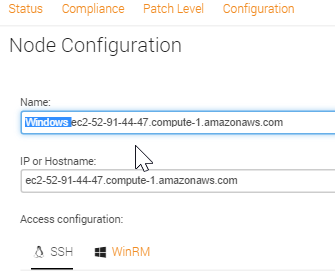 Status Compliance Patch Level Configuration
Node Configuration
Name:
Windows ec2-52-91-44-47.compute-1.amazonaws.com
IP or Hostname:
ec2-52-91-44-47.compute-1.amazonaws.com
Access configuration:
SSH WinRM